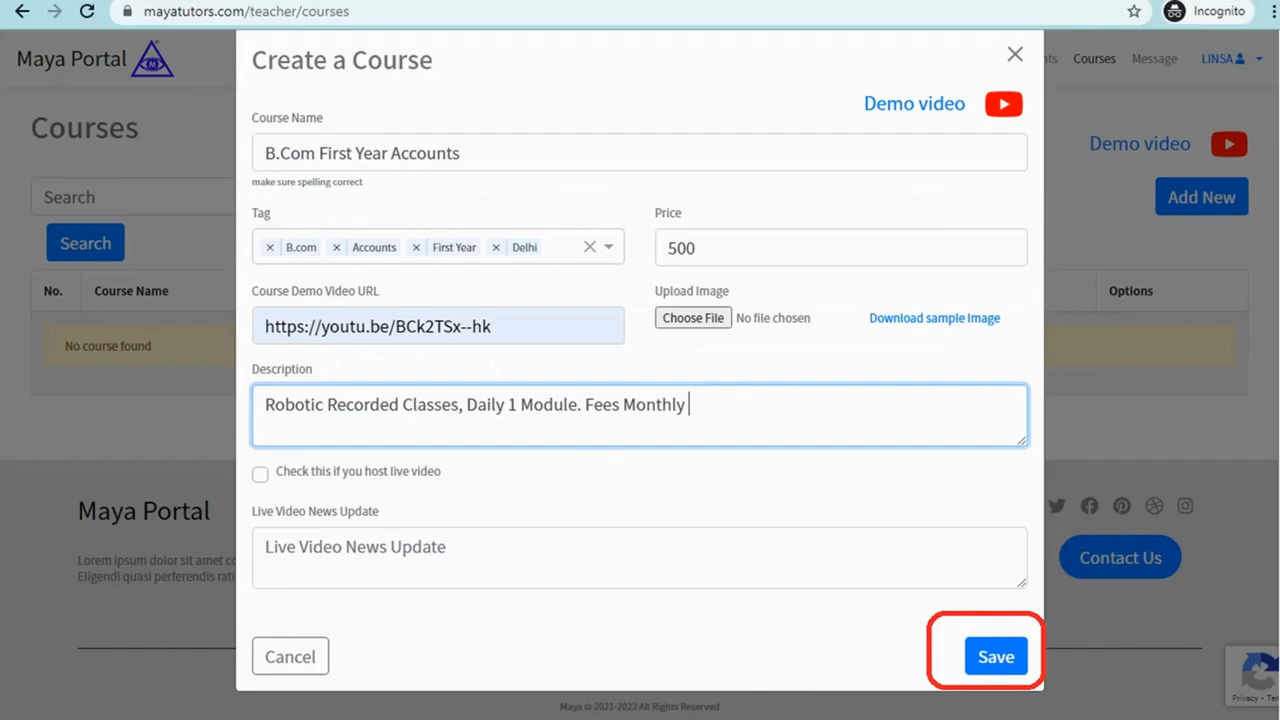 mayatutors.com/teacher/courses
Incognito
Maya Portal
M
nts Courses Message LINSA
Create a Course
Demo video
Courses
Demo video
Course Name
B.Com First Year Accounts
make sure spelling correct
Search
Add New
Tag
Price
B.com Accounts First Year Delhi
500
Search
Course Demo Video URL
Upload Image
No. Course Name
Options
https://youtu.be/BCk2TSx--hk
Choose File No file chosen
Download sample Image
No course found
Description
Robotic Recorded Classes, Daily 1 Module. Fees Monthly
Check this if you host live video
Maya Portal
Live Video News Update
Live Video News Update
Lorem ipsum dolor sit amet co
Eligendi quasi perferendis rati
Contact Us
Cancel
Save
Privacy - Ter
Maya © 2021-2022 All Rights Reserved